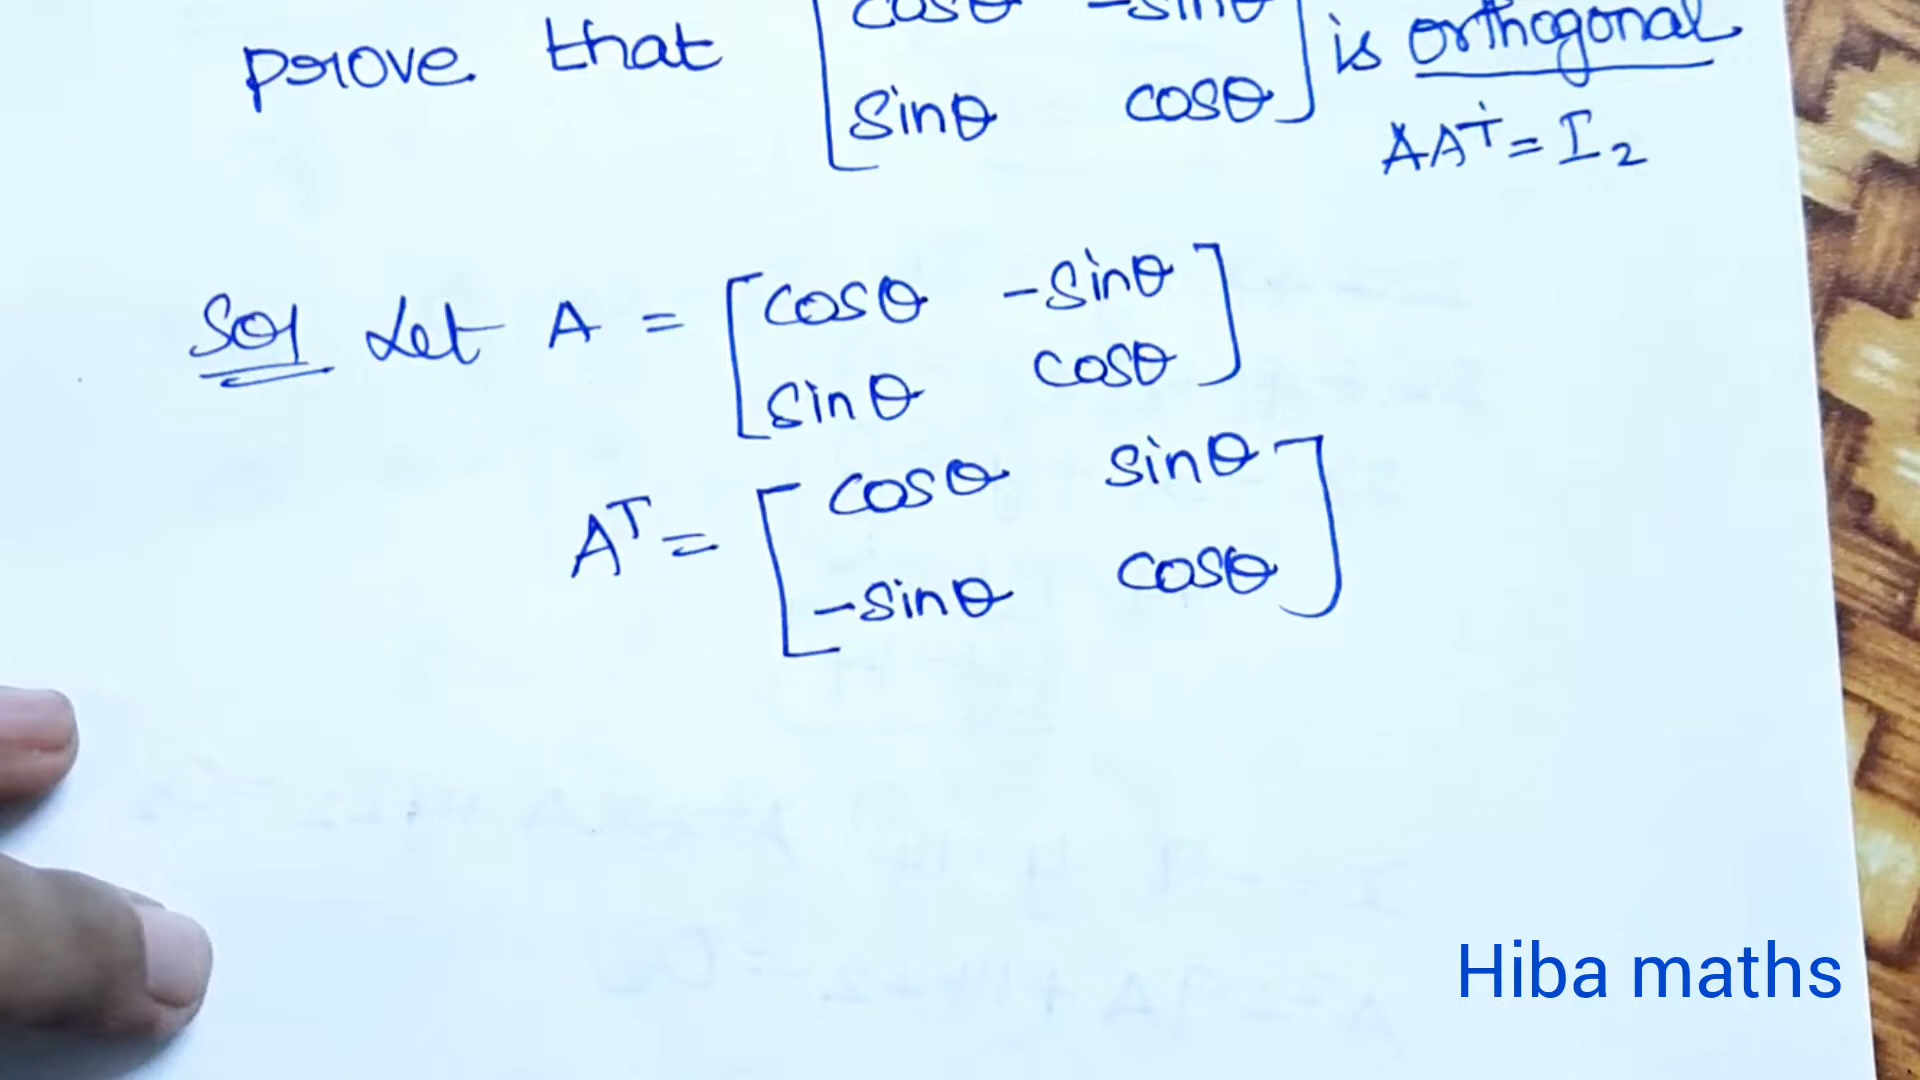 prove that [cosθ -sinθ
sinθ cosθ] is orthogonal
AAᵀ = I₂
Sol Let A = [cosθ -sinθ
sinθ cosθ]
Aᵀ = [cosθ sinθ
-sinθ cosθ]
Hiba maths